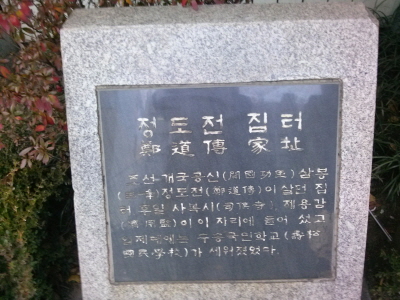 정도전 집터
鄭道傳 家址
조선 개국공신(開國功臣) 삼봉
(三峯)정도전(鄭道傳)이 살던 집
터 후일 사복시(司僕寺), 제용감
(濟用監)이 이 자리에 들어 섰고
일제때에는 수송국민학교(壽松
國民學校)가 세워졌었다.